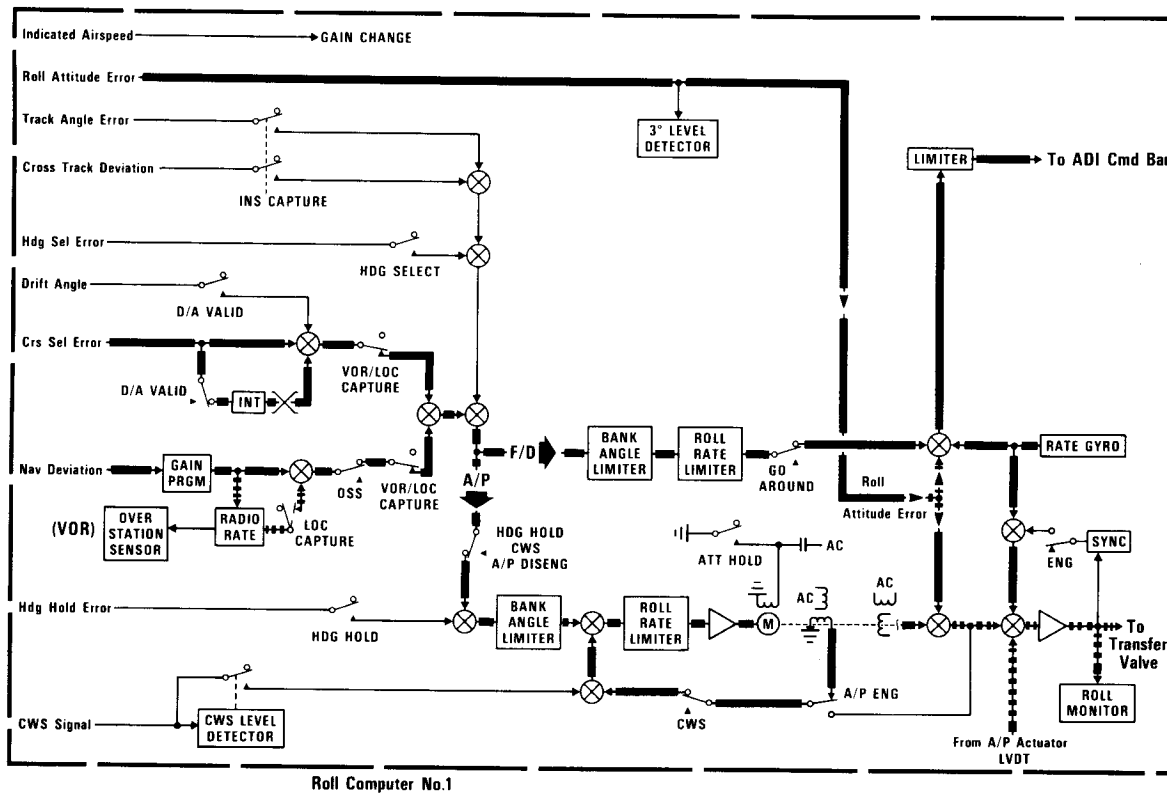 Indicated Airspeed
GAIN CHANGE
Roll Attitude Error
Track Angle Error
3° LEVEL
DETECTOR
LIMITER
To ADI Cmd Bar
Cross Track Deviation
INS CAPTURE
Hdg Sel Error
HDG SELECT
Drift Angle
D/A VALID
Crs Sel Error
VOR/LOC
CAPTURE
D/A VALID
INT
F/D
BANK
ANGLE
LIMITER
ROLL
RATE
LIMITER
GO
AROUND
RATE GYRO
Nav Deviation
GAIN
PRGM
OSS
VOR/LOC
CAPTURE
A/P
Roll
Attitude Error
(VOR)
OVER
STATION
SENSOR
RADIO
RATE
LOC
CAPTURE
HDG HOLD
CWS
A/P DISENG
ATT HOLD
AC
ENG
SYNC
Hdg Hold Error
HDG HOLD
BANK
ANGLE
LIMITER
ROLL
RATE
LIMITER
M
AC
AC
To
Transfer
Valve
CWS Signal
CWS LEVEL
DETECTOR
CWS
A/P ENG
ROLL
MONITOR
From A/P Actuator
LVDT
Roll Computer No.1